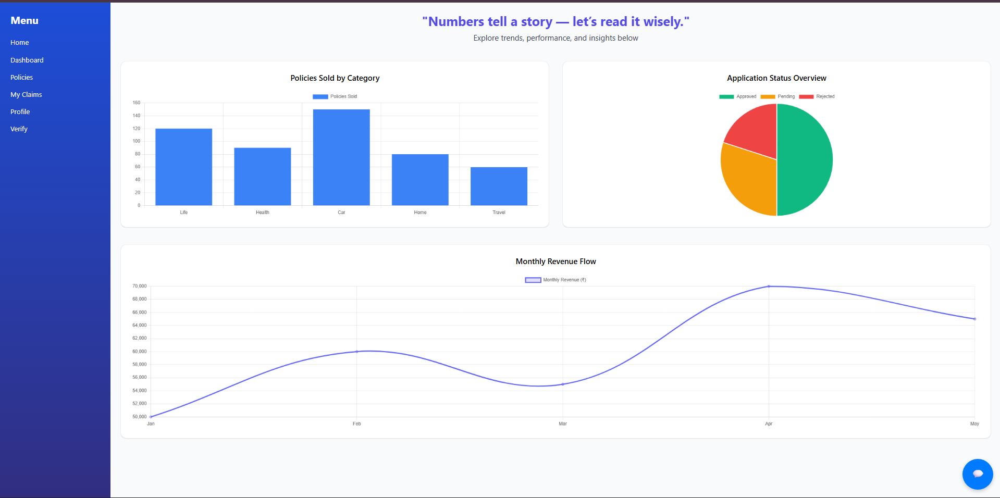 Menu
Home
Dashboard
Policies
My Claims
Profile
Verify
"Numbers tell a story — let’s read it wisely."
Explore trends, performance, and insights below
Policies Sold by Category
Policies Sold
160
140
120
100
80
60
40
20
0
Life Health Car Home Travel
Application Status Overview
Approved Pending Rejected
Monthly Revenue Flow
Monthly Revenue (₹)
70,000
68,000
66,000
64,000
62,000
60,000
58,000
56,000
54,000
52,000
50,000
Jan Feb Mar Apr May